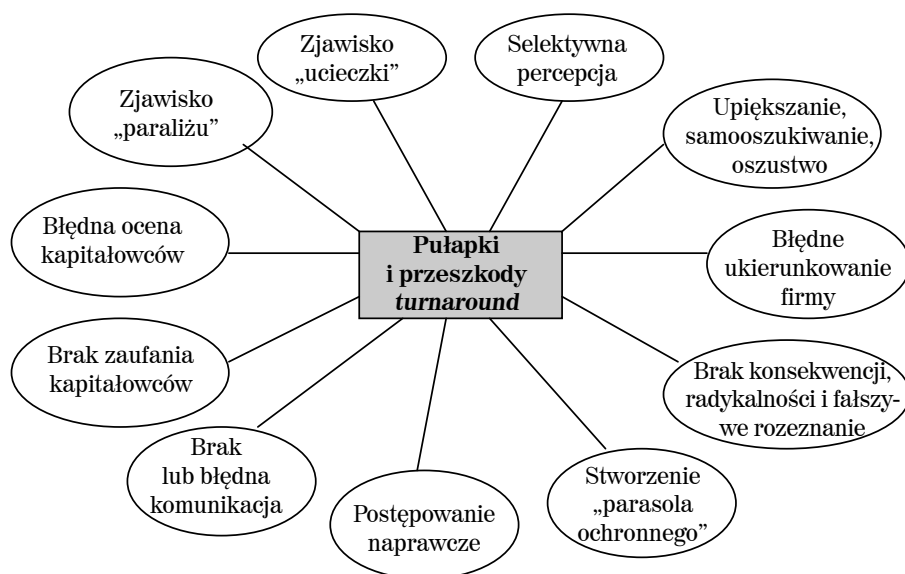 Zjawisko
„ucieczki”
Selektywna
percepcja
Zjawisko
„paraliżu”
Upiększanie,
samooszukiwanie,
oszustwo
Błędna ocena
kapitałowców
Pułapki
i przeszkody
turnaround
Błędne
ukierunkowanie
firmy
Brak zaufania
kapitałowców
Brak konsekwencji,
radykalności i fałszy-
we rozeznanie
Brak
lub błędna
komunikacja
Postępowanie
naprawcze
Stworzenie
„parasola
ochronnego”